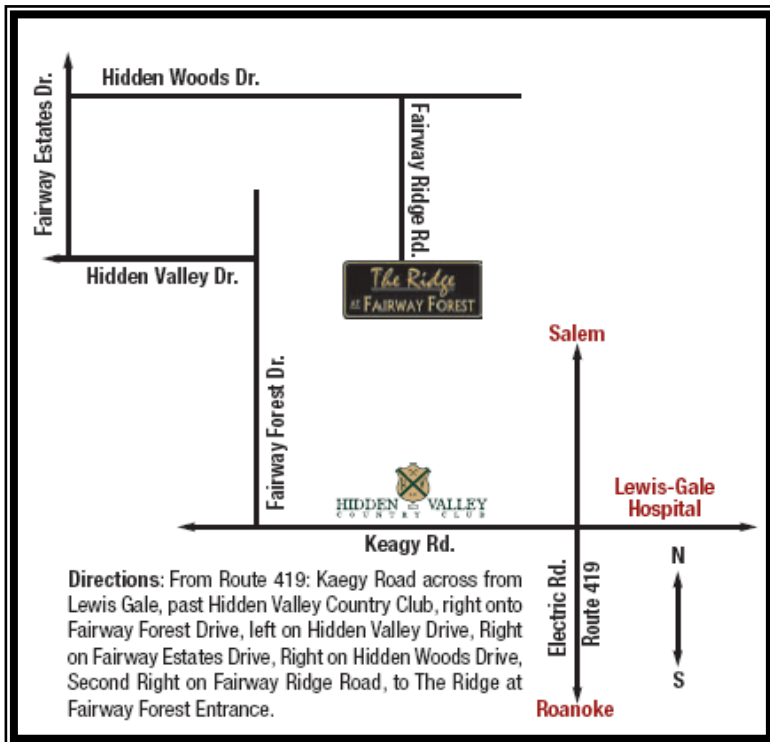 Hidden Woods Dr.
Fairway Estates Dr.
Fairway Ridge Rd.
Hidden Valley Dr.
The Ridge
at FAIRWAY FOREST
Salem
Fairway Forest Dr.
HIDDEN VALLEY
COUNTRY CLUB
Lewis-Gale
Hospital
Keagy Rd.
Electric Rd.
Route 419
N
S
Roanoke
Directions: From Route 419: Kaegy Road across from
Lewis Gale, past Hidden Valley Country Club, right onto
Fairway Forest Drive, left on Hidden Valley Drive, Right
on Fairway Estates Drive, Right on Hidden Woods Drive,
Second Right on Fairway Ridge Road, to The Ridge at
Fairway Forest Entrance.